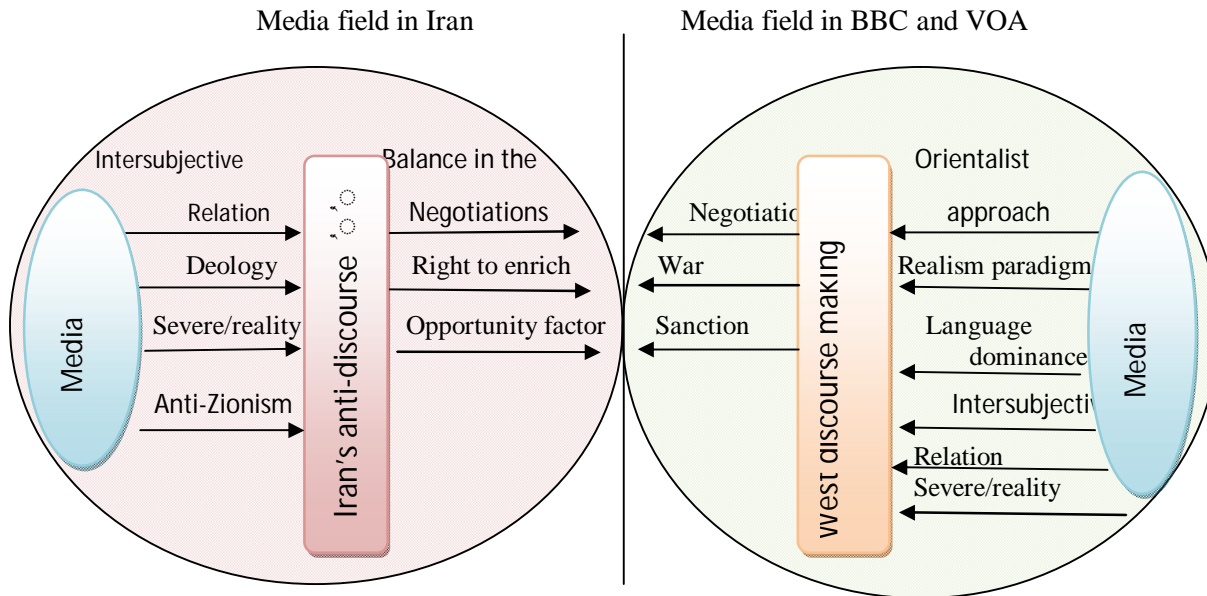 Media field in Iran
Media field in BBC and VOA
Intersubjective
Relation
Deology
Severe/reality
Anti-Zionism
Media
Iran's anti-discourse
Balance in the
Negotiations
Right to enrich
Opportunity factor
Negotiatio
War
Sanction
west discourse making
Orientalist
approach
Realism paradigm
Language
dominance
Intersubjectiv
Relation
Severe/reality
Media